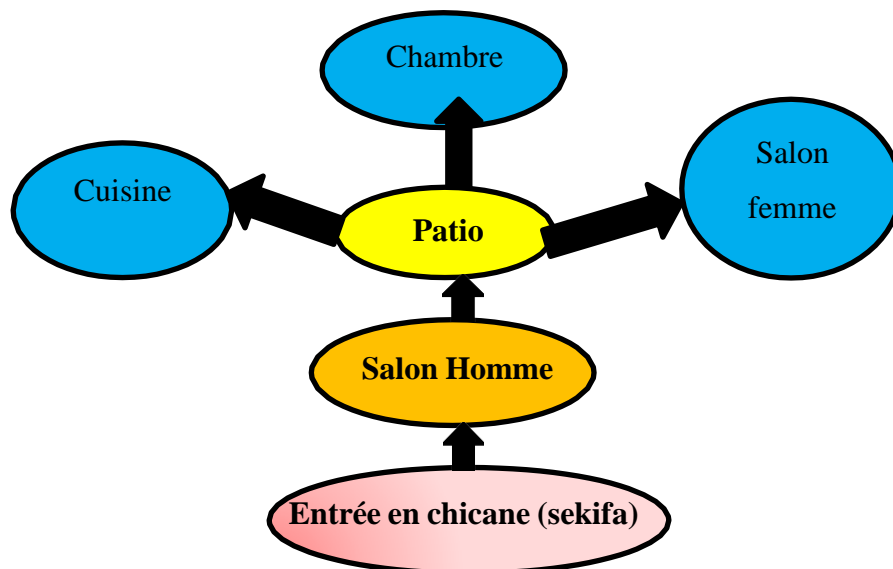 Chambre
Cuisine
Salon
femme
Patio
Salon Homme
Entrée en chicane (sekifa)